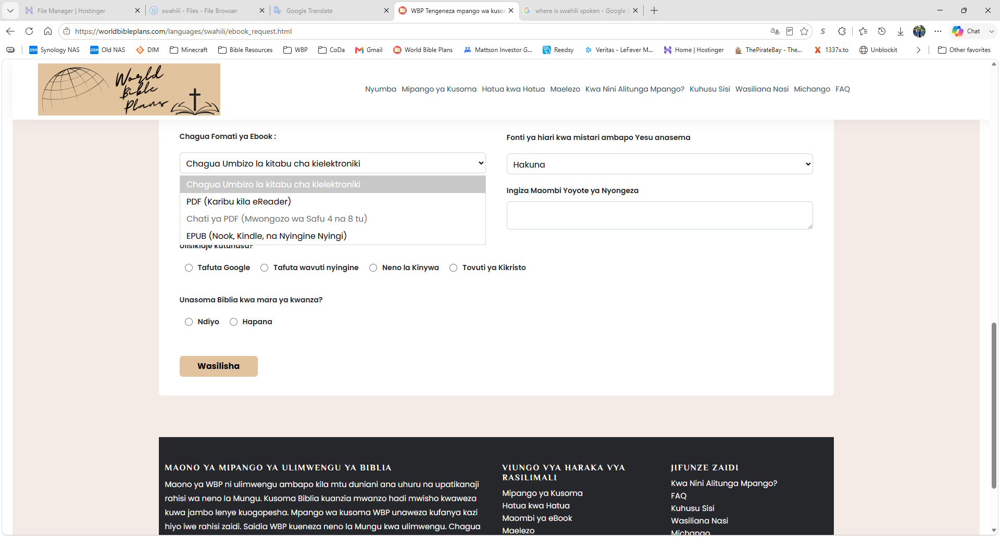 File Manager | Hostinger
swahili - Files - File Browser
Google Translate
WBP Tengeneza mpango wa kusor
where is swahili spoken - Google S
https://worldbibleplans.com/languages/swahili/ebook_request.html
Chat
Synology NAS
Old NAS
DIM
Minecraft
Bible Resources
WBP
CoDa
Gmail
World Bible Plans
Mattson Investor G...
Reedsy
Veritas - LeFever M...
Home | Hostinger
ThePirateBay - The...
1337x.to
Unblockit
Other favorites
World
Bible
Plans
Nyumba
Mipango ya Kusoma
Hatua kwa Hatua
Maelezo
Kwa Nini Alitunga Mpango?
Kuhusu Sisi
Wasiliana Nasi
Michango
FAQ
Chagua Fomati ya Ebook :
Chagua Umbizo la kitabu cha kielektroniki
Chagua Umbizo la kitabu cha kielektroniki
PDF (Karibu kila eReader)
Chati ya PDF (Mwongozo wa Safu 4 na 8 tu)
EPUB (Nook, Kindle, na Nyingine Nyingi)
Fonti ya hiari kwa mistari ambapo Yesu anasema
Hakuna
Ingiza Maombi Yoyote ya Nyongeza
Tafuta Google
Tafuta wavuti nyingine
Neno la Kinywa
Tovuti ya Kikristo
Unasoma Biblia kwa mara ya kwanza?
Ndiyo
Hapana
Wasilisha
MAONO YA MIPANGO YA ULIMWENGU YA BIBLIA
Maono ya WBP ni ulimwengu ambapo kila mtu duniani ana uhuru na upatikanaji
rahisi wa neno la Mungu. Kusoma Biblia kuanzia mwanzo hadi mwisho kwaweza
kuwa jambo lenye kuogopesha. Mpango wa kusoma WBP unaweza kufanya kazi
hiyo iwe rahisi zaidi. Saidia WBP kueneza neno la Mungu kwa ulimwengu. Chagua
VIUNGO VYA HARAKA VYA
RASILIMALI
Mipango ya Kusoma
Hatua kwa Hatua
Maombi ya eBook
Maelezo
JIFUNZE ZAIDI
Kwa Nini Alitunga Mpango?
FAQ
Kuhusu Sisi
Wasiliana Nasi
Michango